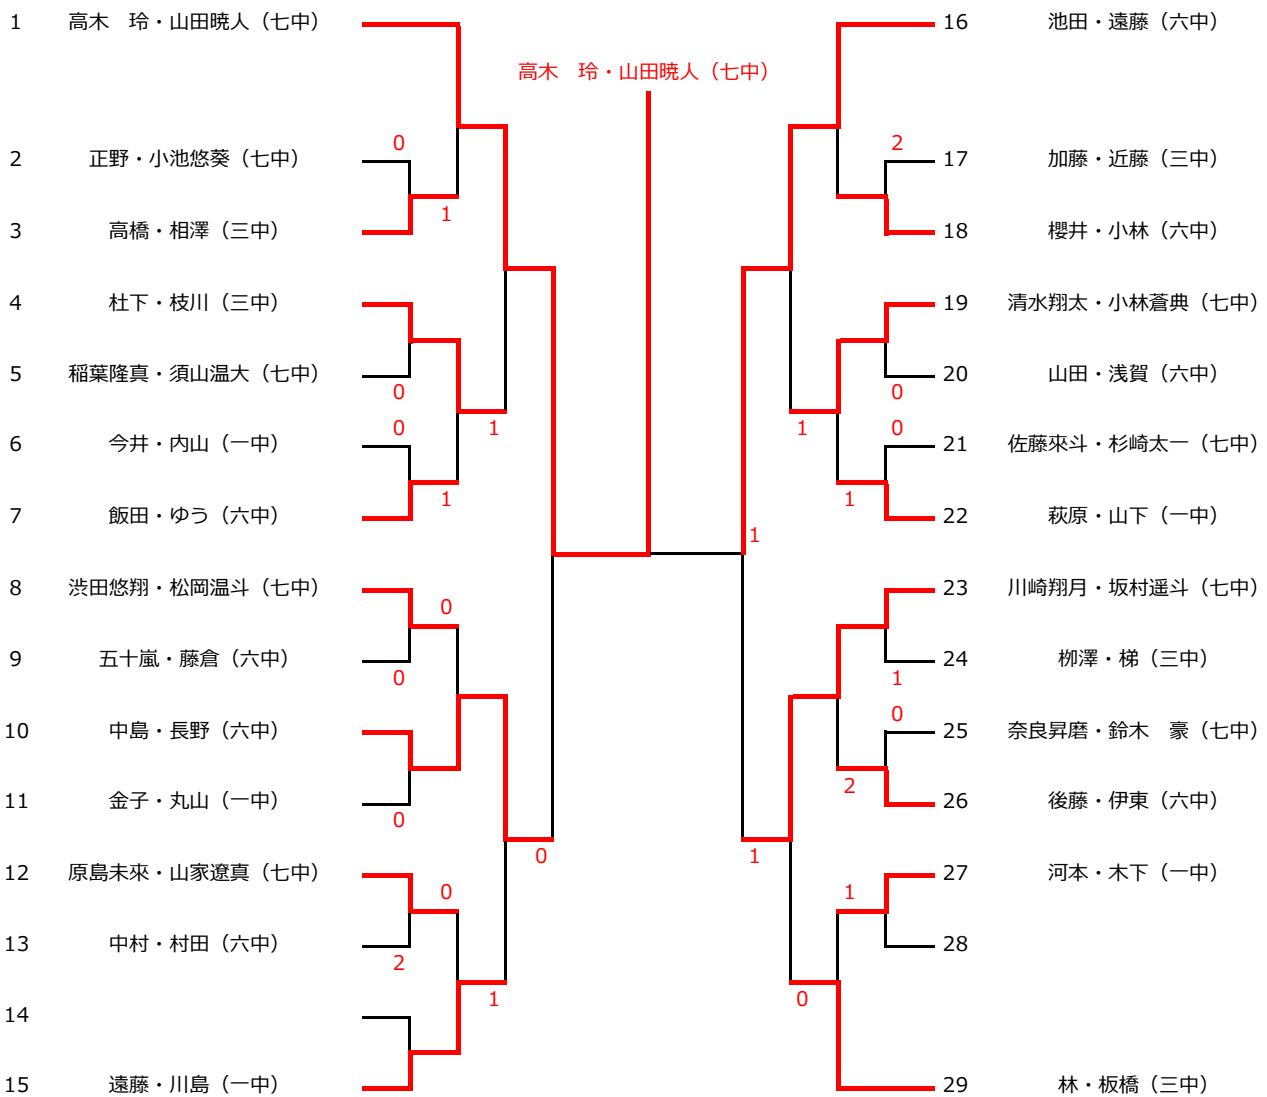 1 高木　玲・山田暁人（七中）
16 池田・遠藤（六中）
高木　玲・山田暁人（七中）
0
2
2 正野・小池悠葵（七中）
17 加藤・近藤（三中）
1
3 高橋・相澤（三中）
18 櫻井・小林（六中）
4 杜下・枝川（三中）
19 清水翔太・小林蒼典（七中）
5 稲葉隆真・須山温大（七中）
20 山田・浅賀（六中）
0
0
0
1
1
0
6 今井・内山（一中）
21 佐藤來斗・杉崎太一（七中）
1
1
7 飯田・ゆう（六中）
22 萩原・山下（一中）
1
8 渋田悠翔・松岡温斗（七中）
23 川崎翔月・坂村遥斗（七中）
0
9 五十嵐・藤倉（六中）
24 栁澤・梯（三中）
0
1
0
10 中島・長野（六中）
25 奈良昇磨・鈴木　豪（七中）
2
11 金子・丸山（一中）
26 後藤・伊東（六中）
0
0
1
12 原島未來・山家遼真（七中）
27 河本・木下（一中）
0
1
13 中村・村田（六中）
28
2
1
0
14
15 遠藤・川島（一中）
29 林・板橋（三中）